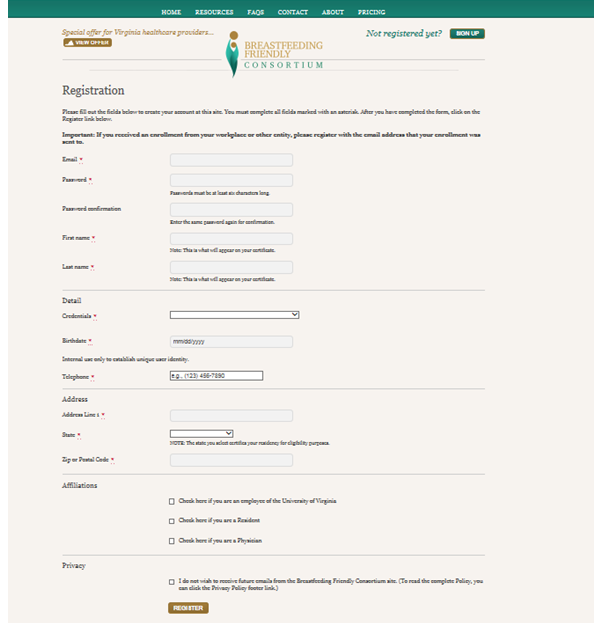 HOME RESOURCES FAQS CONTACT ABOUT PRICING
Special offer for Virginia healthcare providers...
VIEW OFFER
Not registered yet? SIGN UP
BREASTFEEDING
FRIENDLY
CONSORTIUM
Registration
Please fill out the fields below to create your account at this site. You must complete all fields marked with an asterisk. After you have completed the form, click on the
Register link below.
Important: If you received an enrollment from your workplace or other entity, please register with the email address that your enrollment was
sent to.
Email *
Password *
Passwords must be at least six characters long.
Password confirmation
Enter the same password again for confirmation.
First name *
Note: This is what will appear on your certificate.
Last name *
Note: This is what will appear on your certificate.
Detail
Credentials *
Birthdate * mm/dd/yyyy
Internal use only to establish unique user identity.
Telephone * e.g., (123) 456-7890
Address
Address Line 1 *
State *
NOTE: The state you select certifies your residency for eligibility purposes.
Zip or Postal Code *
Affiliations
Check here if you are an employee of the University of Virginia
Check here if you are a Resident
Check here if you are a Physician
Privacy
I do not wish to receive future emails from the Breastfeeding Friendly Consortium site. (To read the complete Policy, you
can click the Privacy Policy footer link.)
REGISTER